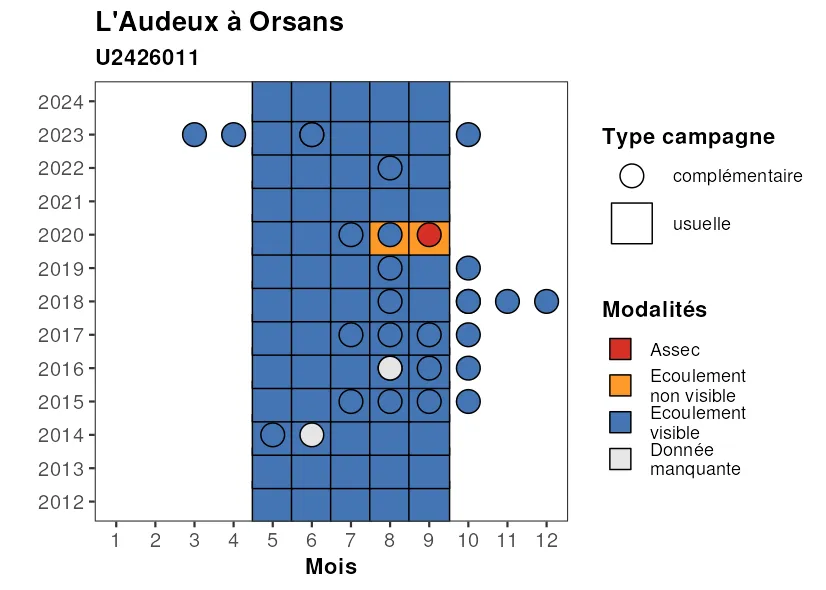 L'Audeux à Orsans
U2426011
2024
2023
2022
2021
2020
2019
2018
2017
2016
2015
2014
2013
2012
1 2 3 4 5 6 7 8 9 10 11 12
Mois
Type campagne
complémentaire
usuelle
Modalités
Assec
Ecoulement
non visible
Ecoulement
visible
Donnée
manquante